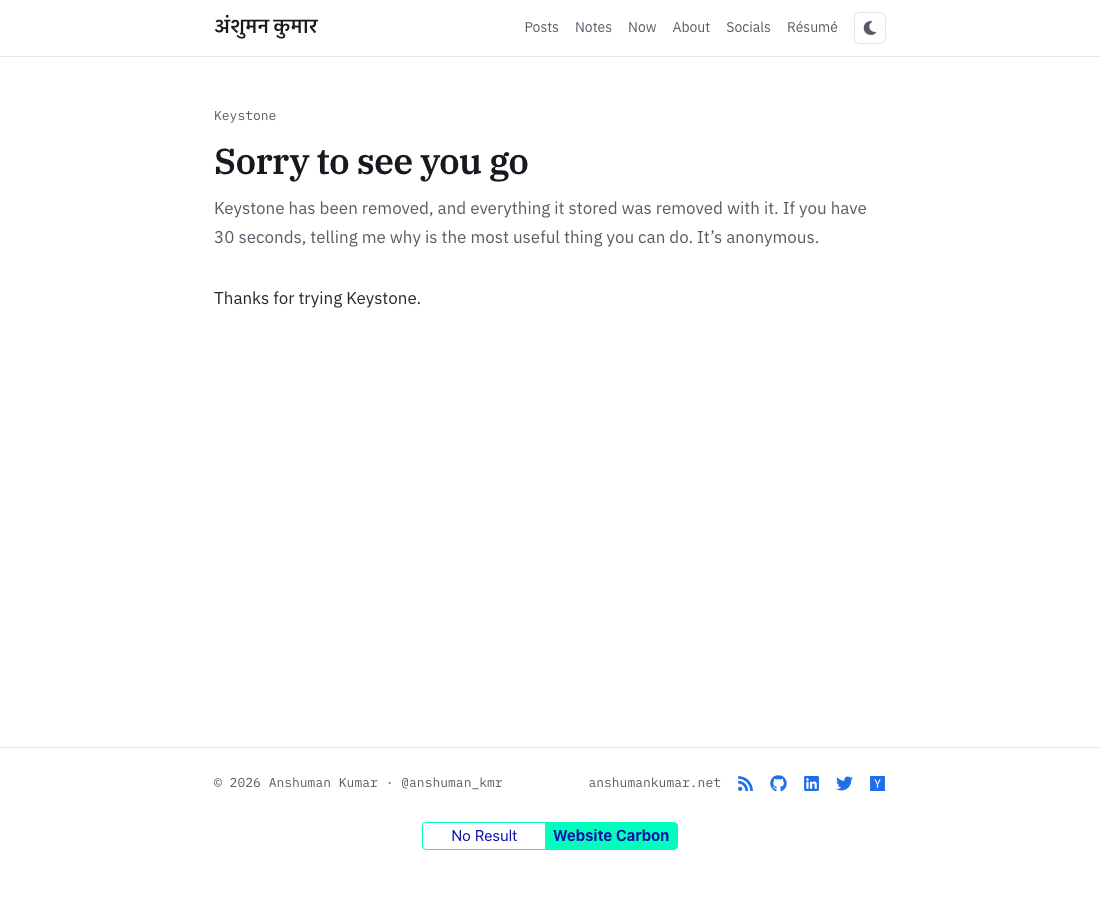 अंशुमन कुमार
Posts Notes Now About Socials Résumé
Keystone
Sorry to see you go
Keystone has been removed, and everything it stored was removed with it. If you have
30 seconds, telling me why is the most useful thing you can do. It’s anonymous.
Thanks for trying Keystone.
© 2026 Anshuman Kumar · @anshuman_kmr anshumankumar.net
No Result Website Carbon